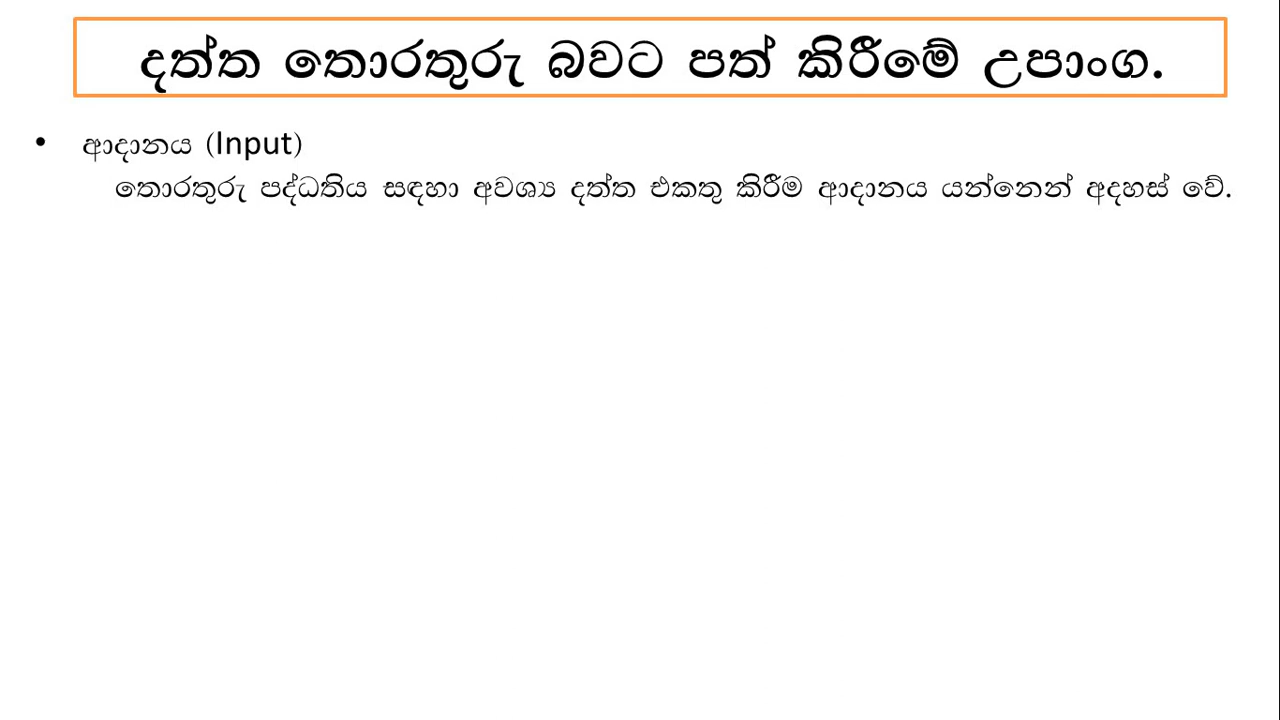 දත්ත තොරතුරු බවට පත් කිරීමේ උපාංග.
• ආදානය (Input)
තොරතුරු පද්ධතිය සඳහා අවශ්‍ය දත්ත එකතු කිරීම ආදානය යන්නෙන් අදහස් වේ.